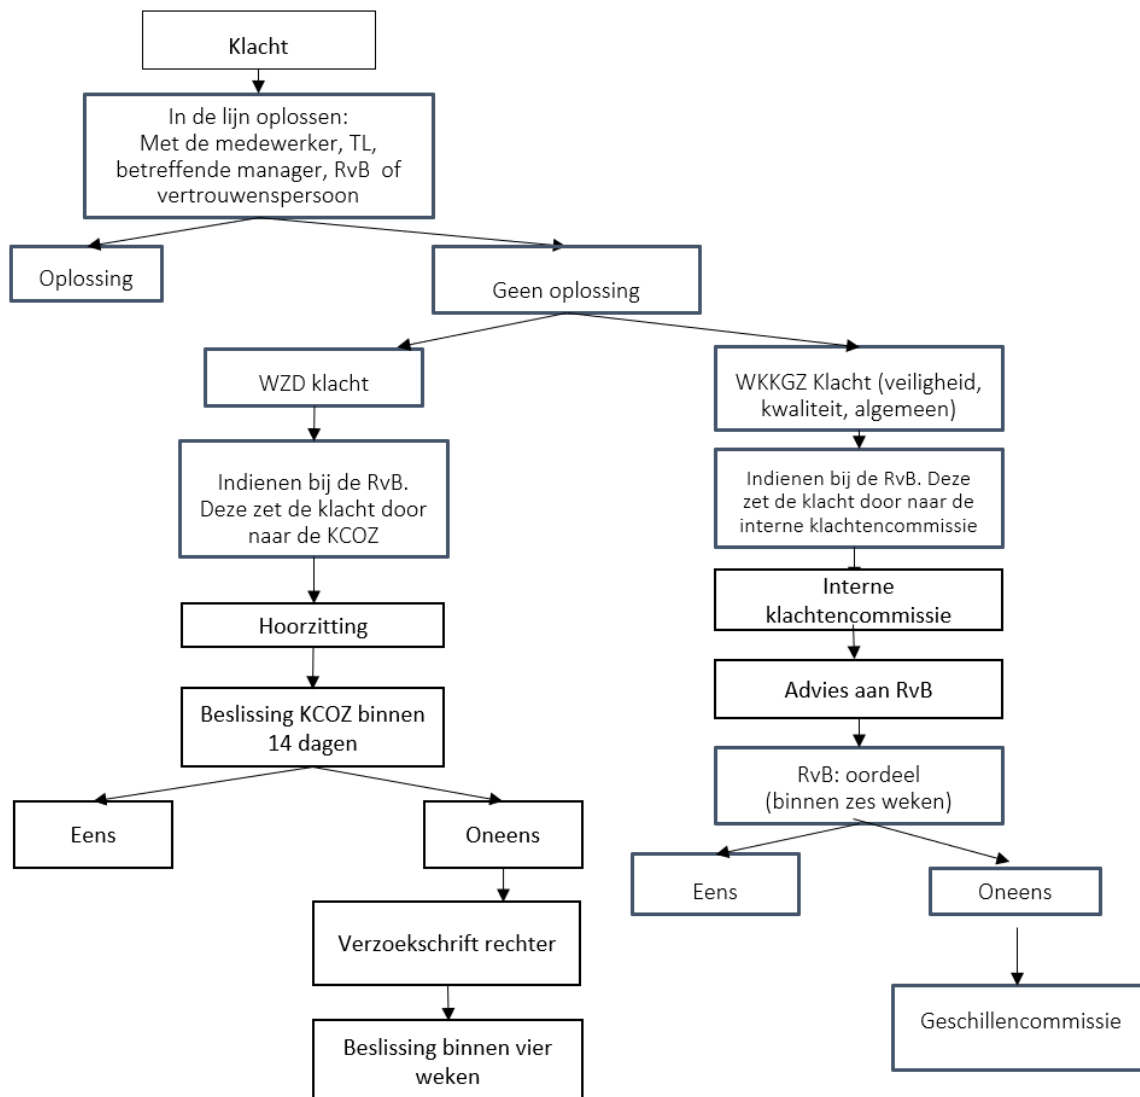 Klacht
In de lijn oplossen:
Met de medewerker, TL,
betreffende manager, RvB of
vertrouwenspersoon
Oplossing
Geen oplossing
WZD klacht
WKKGZ Klacht (veiligheid,
kwaliteit, algemeen)
Indienen bij de RvB.
Deze zet de klacht door
naar de KCOZ
Indienen bij de RvB. Deze
zet de klacht door naar de
interne klachtencommissie
Hoorzitting
Interne
klachtencommissie
Beslissing KCOZ binnen
14 dagen
Advies aan RvB
RvB: oordeel
(binnen zes weken)
Eens
Oneens
Eens
Oneens
Verzoekschrift rechter
Geschillencommissie
Beslissing binnen vier
weken